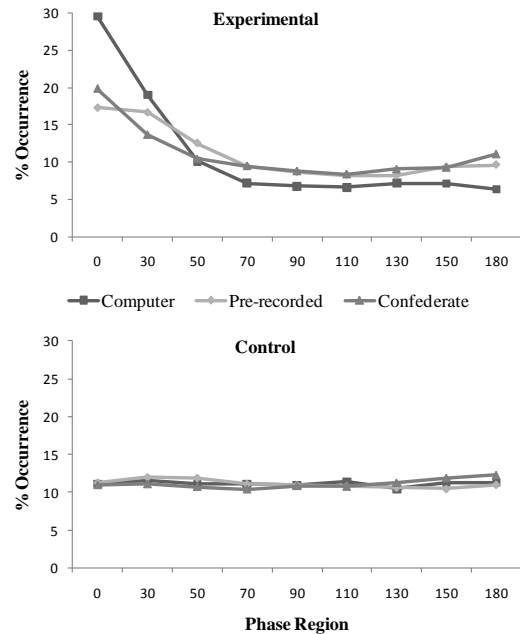 Experimental
% Occurrence
30
25
20
15
10
5
0
0 30 50 70 90 110 130 150 180
Computer Pre-recorded Confederate
Control
% Occurrence
30
25
20
15
10
5
0
0 30 50 70 90 110 130 150 180
Phase Region